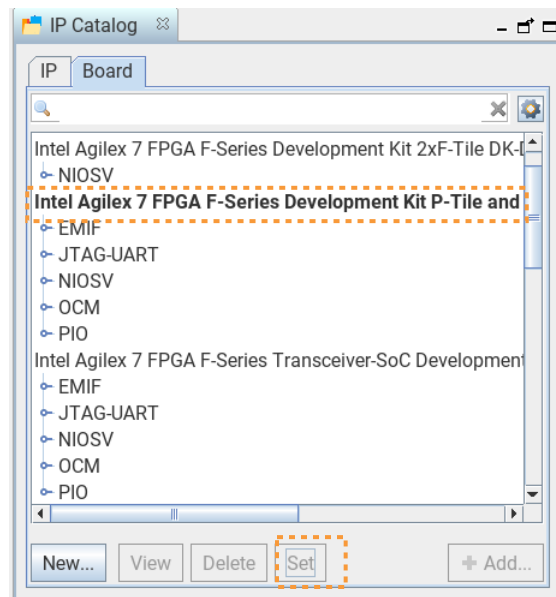 IP Catalog
IP Board
Intel Agilex 7 FPGA F-Series Development Kit 2xF-Tile DK-
NIOSV
Intel Agilex 7 FPGA F-Series Development Kit P-Tile and
EMIF
JTAG-UART
NIOSV
OCM
PIO
Intel Agilex 7 FPGA F-Series Transceiver-SoC Development
EMIF
JTAG-UART
NIOSV
OCM
PIO
New... View Delete Set + Add...